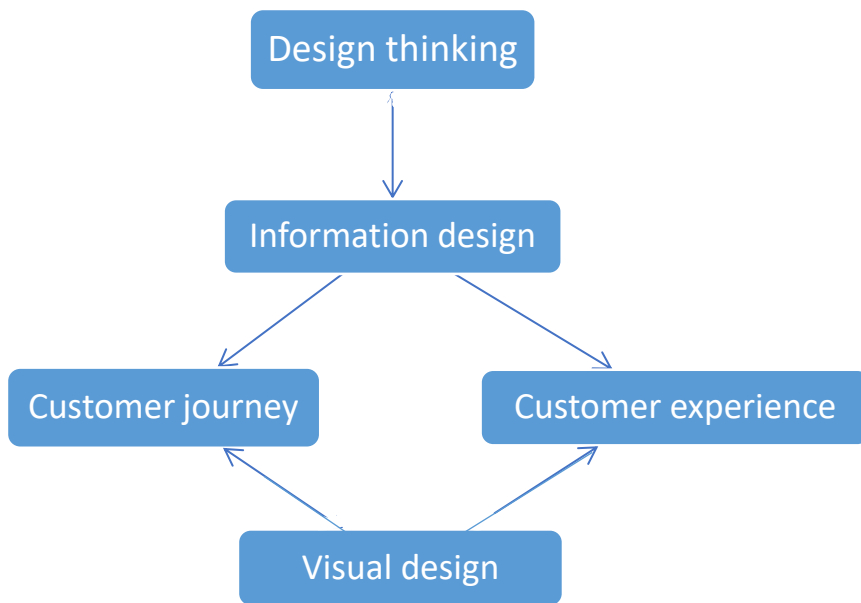 Design thinking
Information design
Customer journey
Customer experience
Visual design